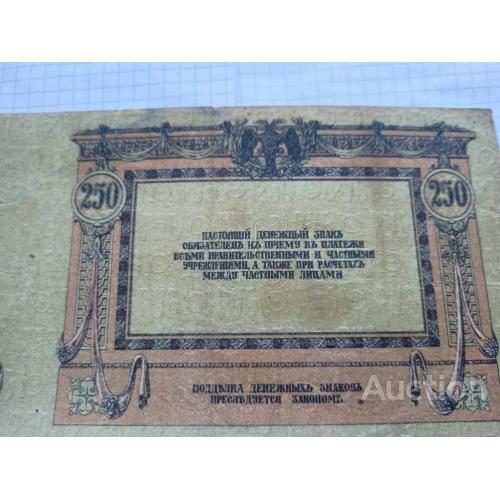 250 250
НАСТОЯЩІЙ ДЕНЕЖНЫЙ ЗНАКЪ
ОБЯЗАТЕЛЕНЪ КЪ ПРІЕМУ ВЪ ПЛАТЕЖИ
ВСѢМИ ПРАВИТЕЛЬСТВЕННЫМИ И ЧАСТНЫМИ
УЧРЕЖДЕНІЯМИ, А ТАКЖЕ ПРИ РАСЧЕТАХЪ
МЕЖДУ ЧАСТНЫМИ ЛИЦАМИ
ПОДДѢЛКА ДЕНЕЖНЫХЪ ЗНАКОВЪ
ПРЕСЛѢДУЕТСЯ ЗАКОНОМЪ.
Auction